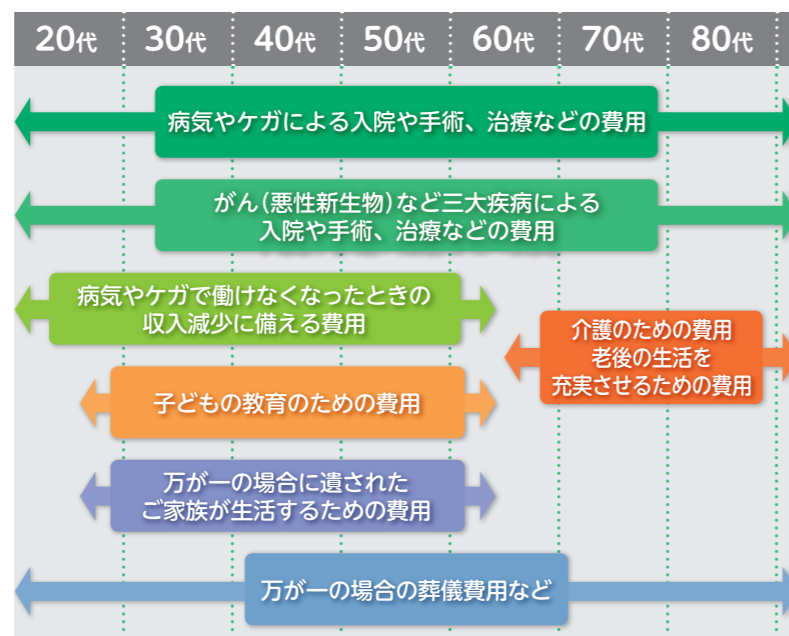 20代 30代 40代 50代 60代 70代 80代
病気やケガによる入院や手術、治療などの費用
がん(悪性新生物)など三大疾病による
入院や手術、治療などの費用
病気やケガで働けなくなったときの
収入減少に備える費用
介護のための費用
老後の生活を
充実させるための費用
子どもの教育のための費用
万が一の場合に遺された
ご家族が生活するための費用
万が一の場合の葬儀費用など